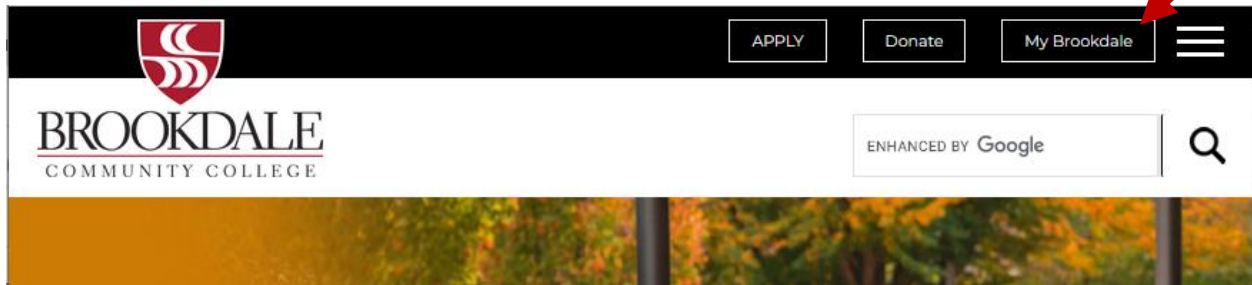 APPLY
Donate
My Brookdale
BROOKDALE
COMMUNITY COLLEGE
ENHANCED BY Google